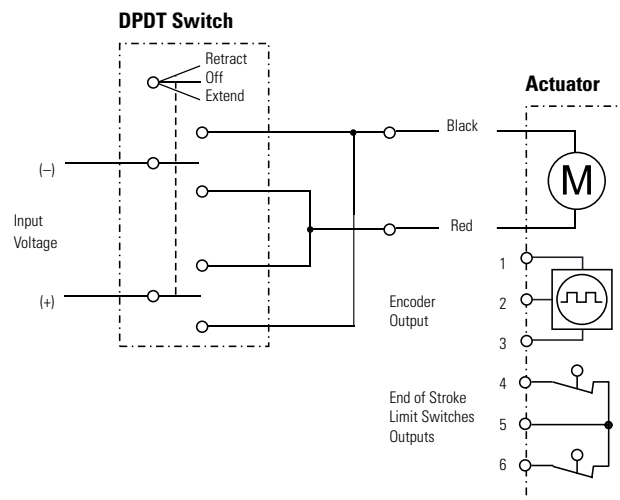 DPDT Switch
Retract
Off
Extend
Actuator
Black
(–)
M
Input
Voltage
Red
1
(+)
Encoder
Output
2
3
4
End of Stroke
Limit Switches
Outputs
5
6